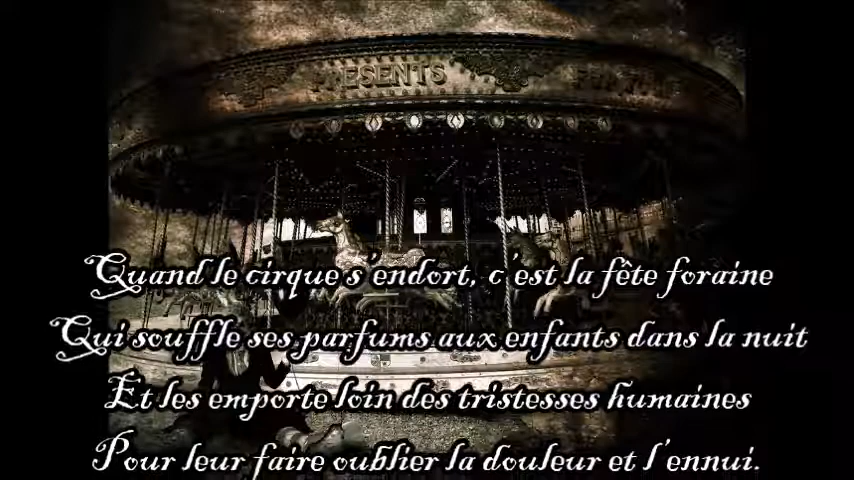 PRESENTS
Quand le cirque s'endort, c'est la fête foraine
Qui souffle ses parfums aux enfants dans la nuit
Et les emporte loin des tristesses humaines
Pour leur faire oublier la douleur et l'ennui.